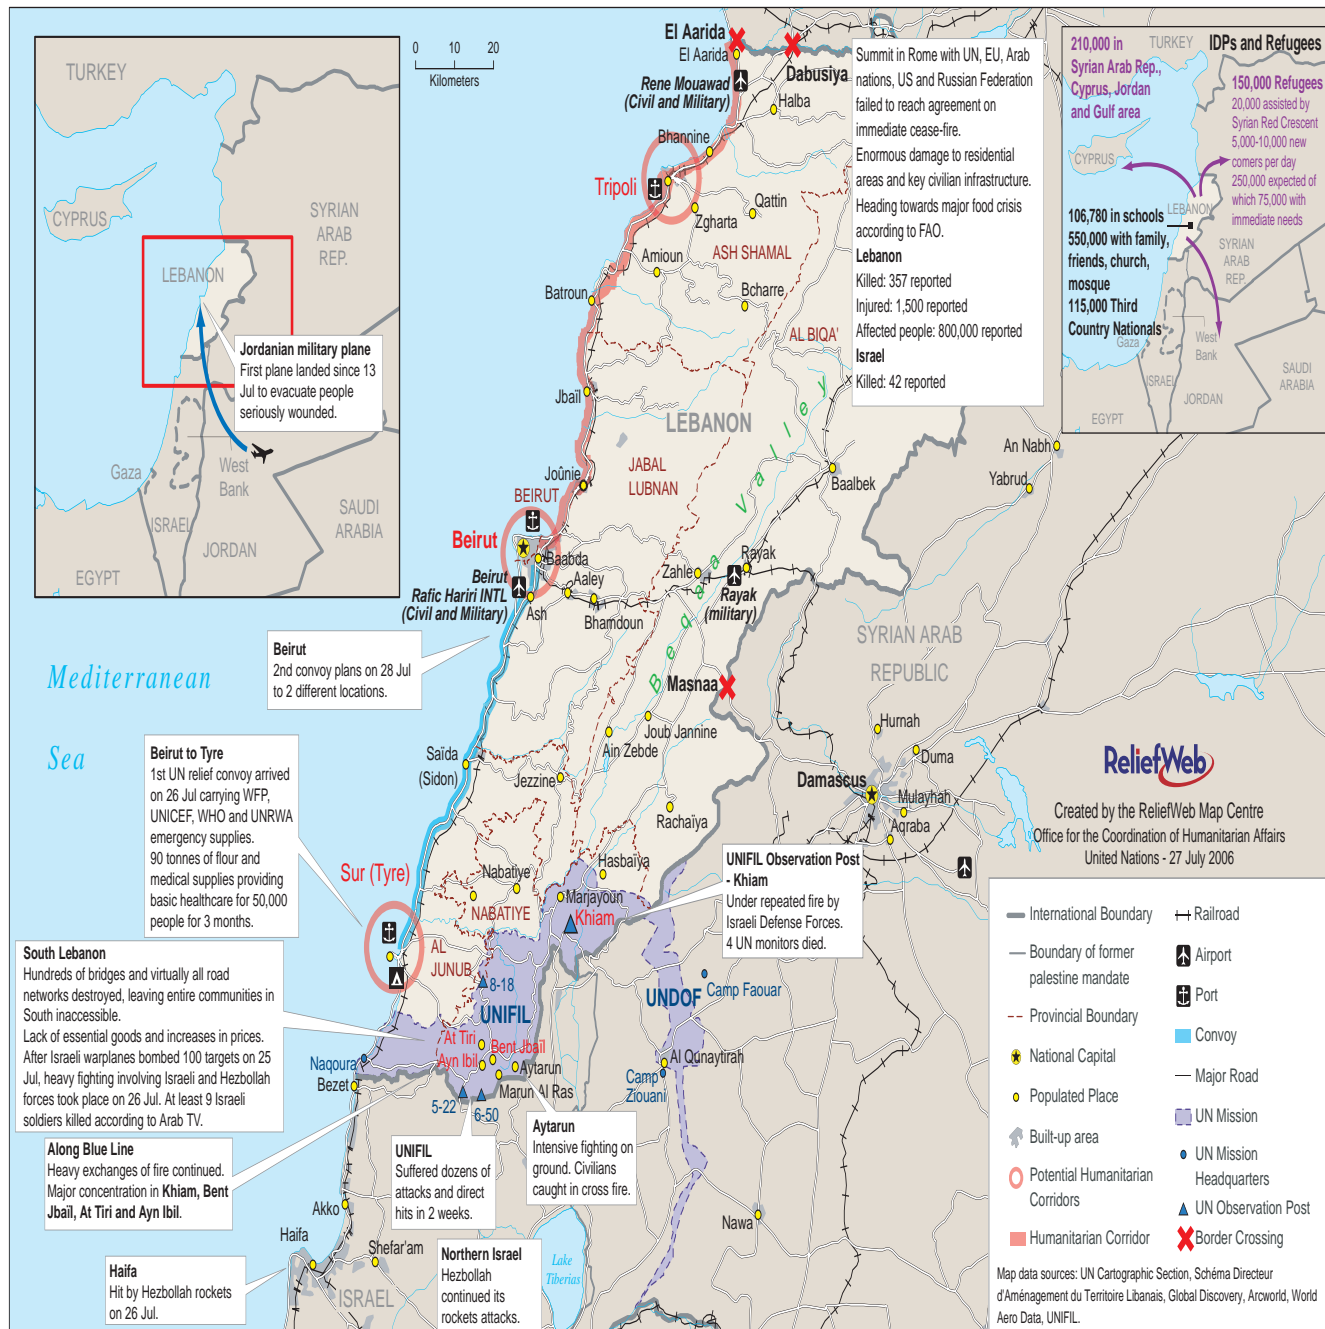 TURKEY
CYPRUS
SYRIAN
ARAB
REP.
LEBANON
Jordanian military plane
First plane landed since 13
Jul to evacuate people
seriously wounded.
Gaza
West
Bank
ISRAEL
JORDAN
SAUDI
ARABIA
EGYPT
0 10 20
Kilometers
El Aarida
El Aarida
Dabusiya
Rene Mouawad
(Civil and Military)
Halba
Bhannine
Tripoli
Zgharta
Qattin
Amioun
ASH SHAMAL
Batroun
Bcharre
AL BIQA'
Jbaïl
LEBANON
JABAL
LUBNAN
Beqaa Valley
Baalbek
Joûnie
BEIRUT
Beirut
Baabda
Beirut
Rafic Hariri INTL
(Civil and Military)
Aaley
Ash
Bhamdoun
Zahle
Rayak
Rayak
(military)
An Nabh
Yabrud
Summit in Rome with UN, EU, Arab
nations, US and Russian Federation
failed to reach agreement on
immediate cease-fire.
Enormous damage to residential
areas and key civilian infrastructure.
Heading towards major food crisis
according to FAO.
Lebanon
Killed: 357 reported
Injured: 1,500 reported
Affected people: 800,000 reported
Israel
Killed: 42 reported
IDPs and Refugees
TURKEY
210,000 in
Syrian Arab Rep.,
Cyprus, Jordan
and Gulf area
150,000 Refugees
20,000 assisted by
Syrian Red Crescent
5,000-10,000 new
comers per day
250,000 expected of
which 75,000 with
immediate needs
CYPRUS
LEBANON
106,780 in schools
550,000 with family,
friends, church,
mosque
115,000 Third
Country Nationals
SYRIAN
ARAB
REP.
Gaza
West
Bank
ISRAEL
JORDAN
SAUDI
ARABIA
EGYPT
Mediterranean
Sea
Beirut
2nd convoy plans on 28 Jul
to 2 different locations.
Beirut to Tyre
1st UN relief convoy arrived
on 26 Jul carrying WFP,
UNICEF, WHO and UNRWA
emergency supplies.
90 tonnes of flour and
medical supplies providing
basic healthcare for 50,000
people for 3 months.
SYRIAN ARAB
REPUBLIC
Masnaa
Joub Jannine
Ain Zebde
Saïda
(Sidon)
Jezzine
Rachaïya
Hurnah
Duma
Damascus
Mulayhah
Aqraba
Sur (Tyre)
Nabatiye
NABATIYE
Hasbaïya
Marjayoun
Khiam
AL
JUNUB
8-18
UNIFIL
At Tiri
Bent Jbaïl
Ayn Ibil
Aytarun
Marun Al Ras
Naqoura
Bezet
5-22
6-50
UNDOF
Camp Faouar
Al Qunaytirah
Camp
Ziouani
Nawa
Akko
Haifa
Shefar'am
ISRAEL
Lake
Tiberias
UNIFIL Observation Post
- Khiam
Under repeated fire by
Israeli Defense Forces.
4 UN monitors died.
South Lebanon
Hundreds of bridges and virtually all road
networks destroyed, leaving entire communities in
South inaccessible.
Lack of essential goods and increases in prices.
After Israeli warplanes bombed 100 targets on 25
Jul, heavy fighting involving Israeli and Hezbollah
forces took place on 26 Jul. At least 9 Israeli
soldiers killed according to Arab TV.
Along Blue Line
Heavy exchanges of fire continued.
Major concentration in Khiam, Bent
Jbaïl, At Tiri and Ayn Ibil.
UNIFIL
Suffered dozens of
attacks and direct
hits in 2 weeks.
Aytarun
Intensive fighting on
ground. Civilians
caught in cross fire.
Haifa
Hit by Hezbollah rockets
on 26 Jul.
Northern Israel
Hezbollah
continued its
rockets attacks.
ReliefWeb
Created by the ReliefWeb Map Centre
Office for the Coordination of Humanitarian Affairs
United Nations - 27 July 2006
International Boundary
Boundary of former
palestine mandate
Provincial Boundary
National Capital
Populated Place
Built-up area
Potential Humanitarian
Corridors
Humanitarian Corridor
Railroad
Airport
Port
Convoy
Major Road
UN Mission
UN Mission
Headquarters
UN Observation Post
Border Crossing
Map data sources: UN Cartographic Section, Schéma Directeur
d'Aménagement du Territoire Libanais, Global Discovery, Arcworld, World
Aero Data, UNIFIL.